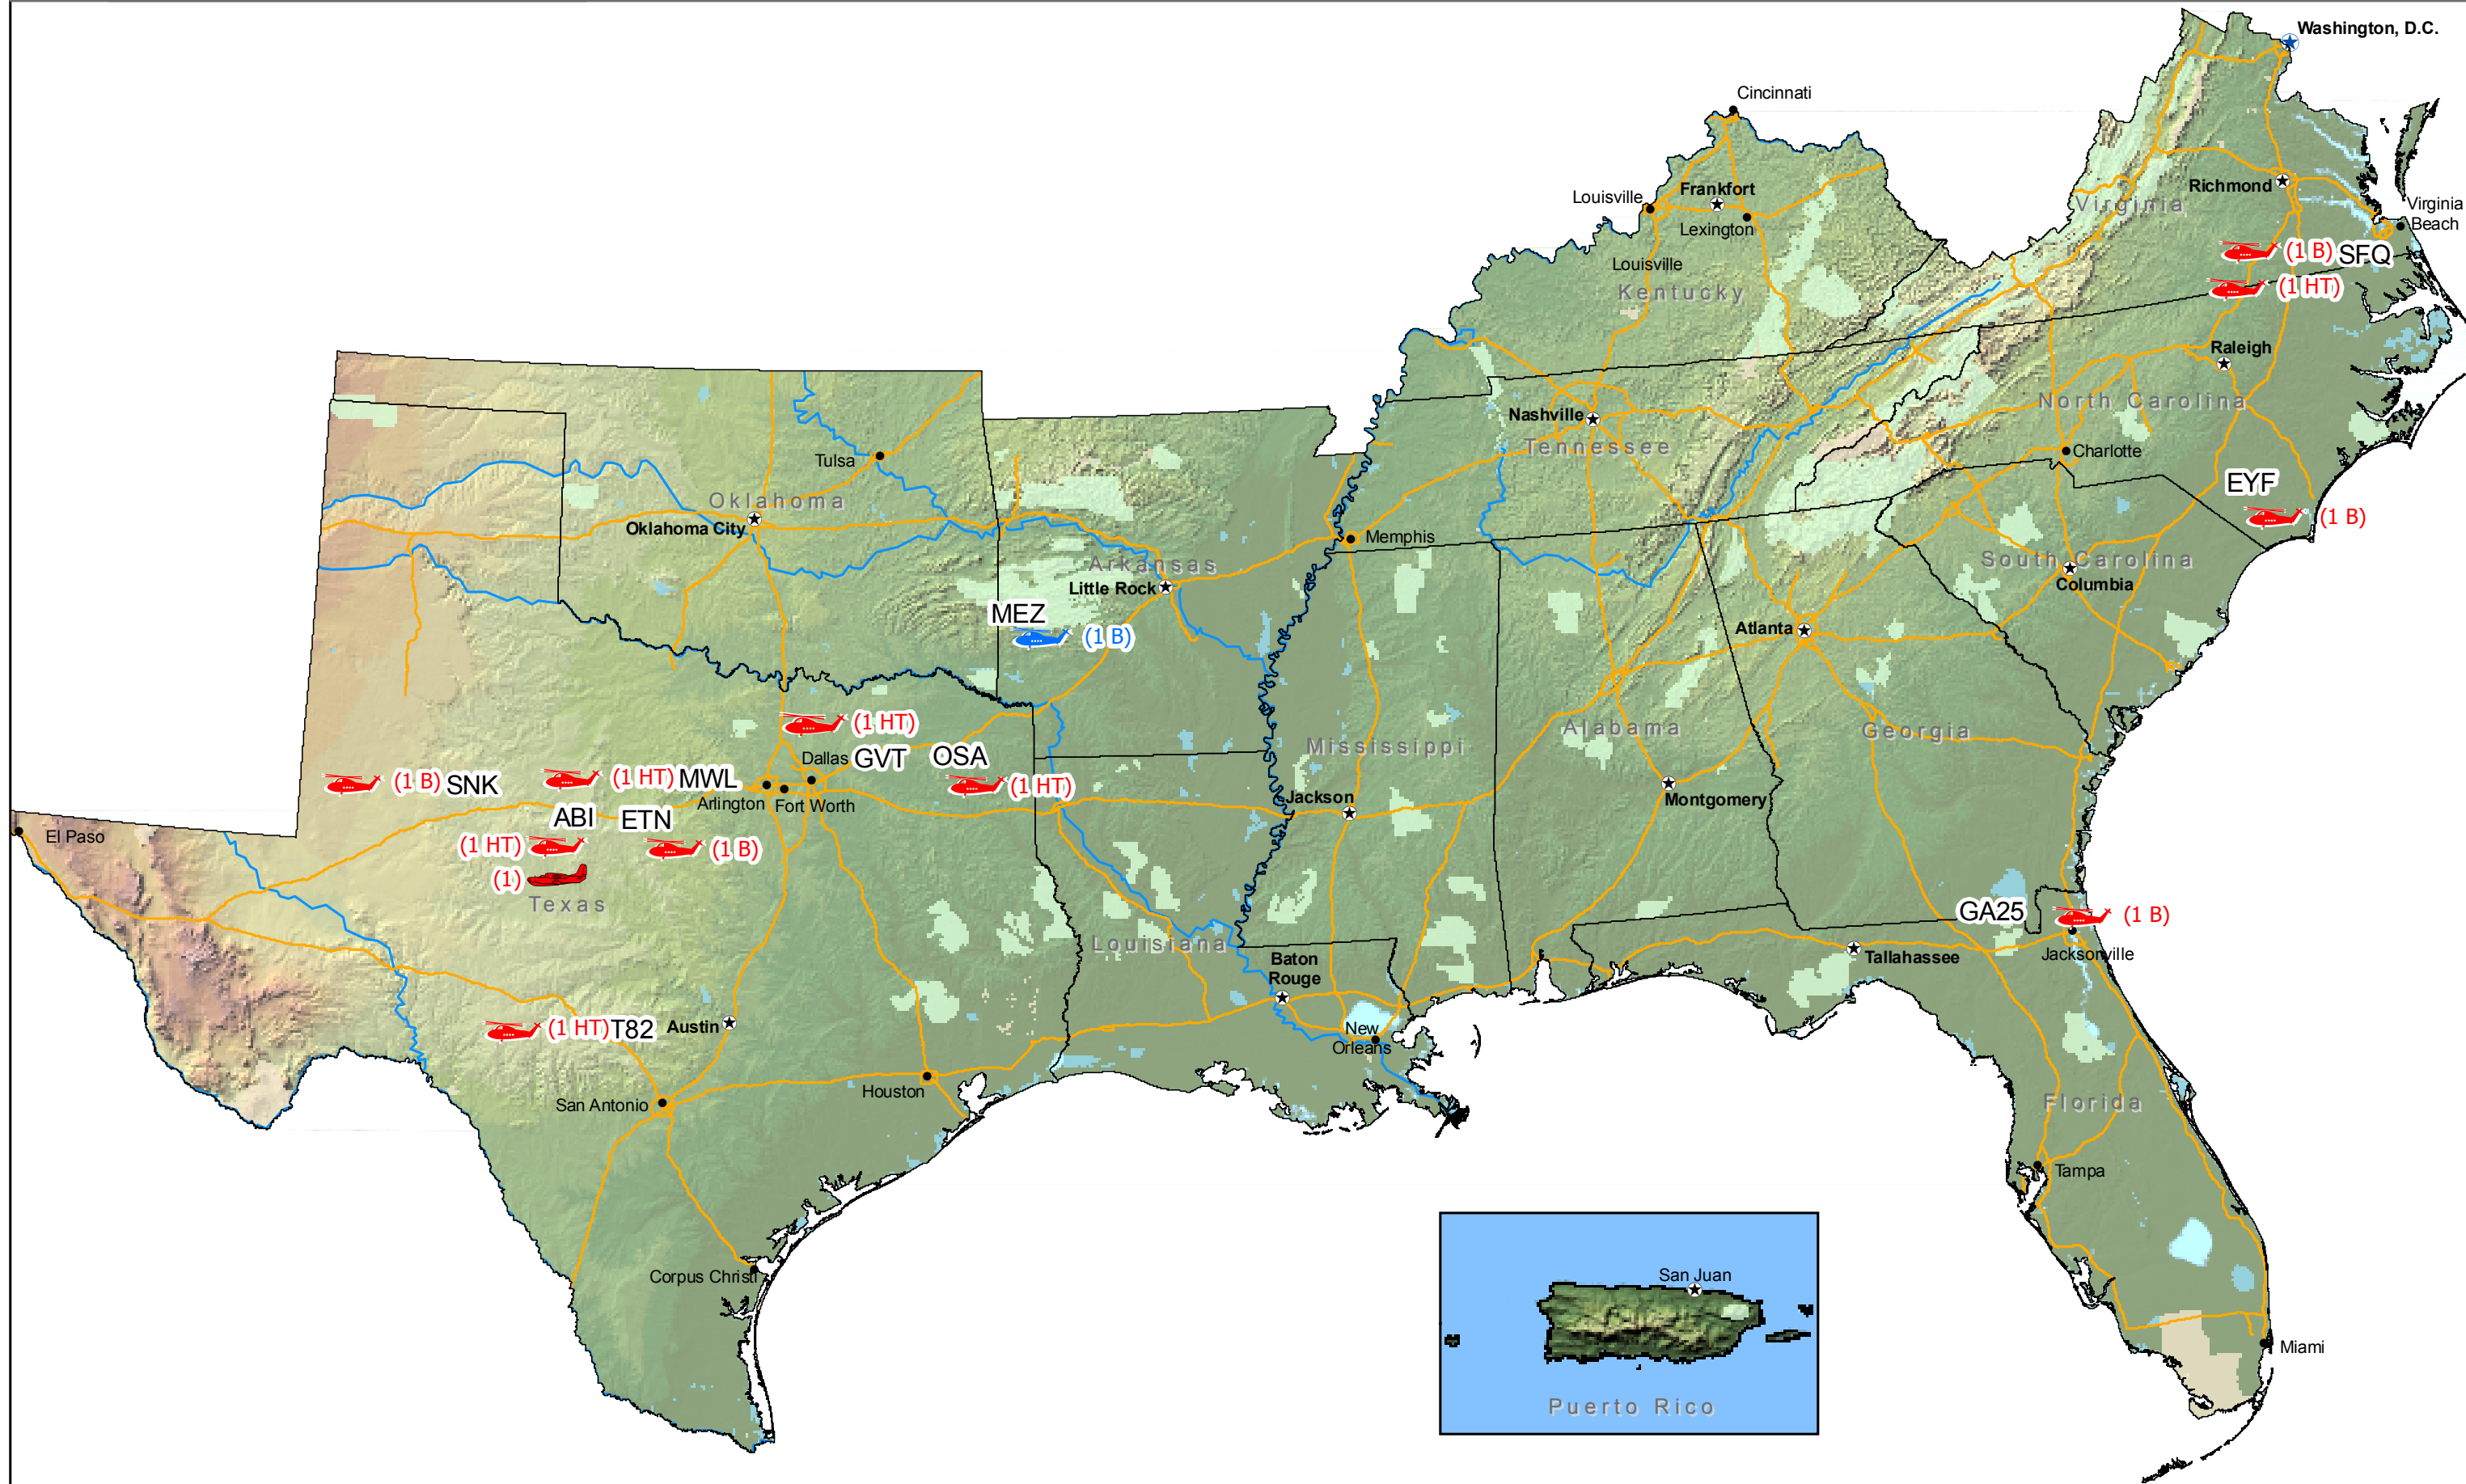 Washington, D.C.
Cincinnati
Richmond
Virginia
Virginia
Beach
Louisville
Frankfort
Lexington
Louisville
Kentucky
(1 B) SFQ
(1 HT)
Raleigh
North Carolina
Nashville
Tennessee
Charlotte
Tulsa
Oklahoma
Oklahoma City
EYF
(1 B)
Memphis
Arkansas
Little Rock
South Carolina
Columbia
MEZ
(1 B)
Atlanta
(1 HT)
Alabama
Georgia
Mississippi
Dallas
GVT
OSA
(1 HT)
(1 B) SNK
(1 HT) MWL
Arlington
Fort Worth
Jackson
Montgomery
ABI
ETN
El Paso
(1 HT)
(1 B)
(1)
Texas
GA25
(1 B)
Louisiana
Baton
Rouge
Tallahassee
Jacksonville
(1 HT) T82
Austin
New
Orleans
Houston
San Antonio
Florida
Tampa
Corpus Christi
San Juan
Puerto Rico
Miami